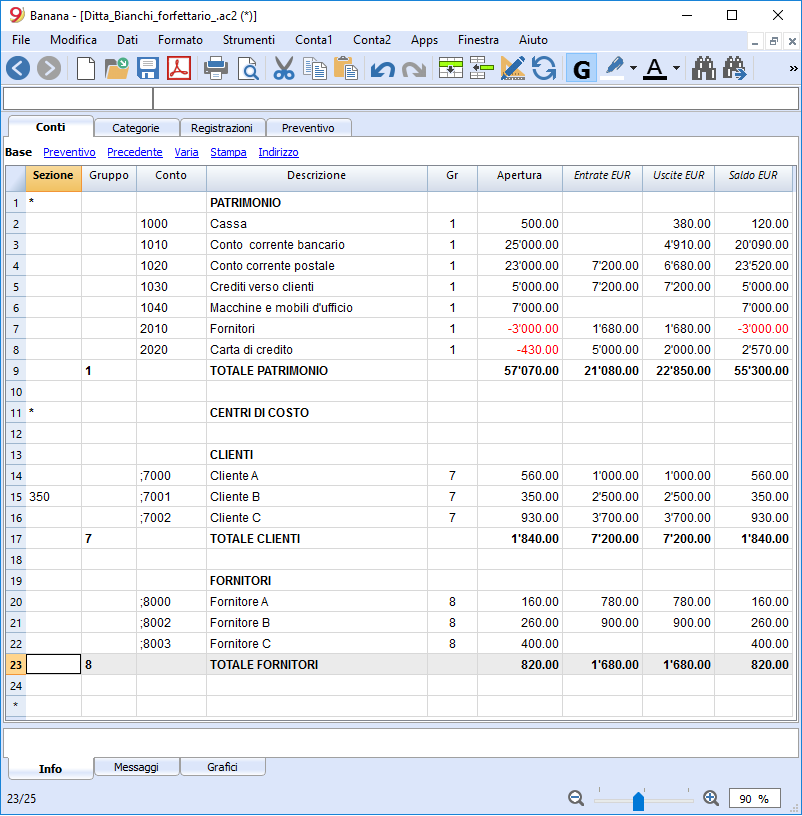 Banana - [Ditta_Bianchi_forfettario_.ac2 (*)]
File Modifica Dati Formato Strumenti Conta1 Conta2 Apps Finestra Aiuto
G A »
Conti Categorie Registrazioni Preventivo
Base Preventivo Precedente Varia Stampa Indirizzo
Sezione Gruppo Conto Descrizione Gr Apertura Entrate EUR Uscite EUR Saldo EUR
1 * PATRIMONIO
2 1000 Cassa 1 500.00 380.00 120.00
3 1010 Conto corrente bancario 1 25'000.00 4'910.00 20'090.00
4 1020 Conto corrente postale 1 23'000.00 7'200.00 6'680.00 23'520.00
5 1030 Crediti verso clienti 1 5'000.00 7'200.00 7'200.00 5'000.00
6 1040 Macchine e mobili d'ufficio 1 7'000.00 7'000.00
7 2010 Fornitori 1 -3'000.00 1'680.00 1'680.00 -3'000.00
8 2020 Carta di credito 1 -430.00 5'000.00 2'000.00 2'570.00
9 1 TOTALE PATRIMONIO 57'070.00 21'080.00 22'850.00 55'300.00
10
11 * CENTRI DI COSTO
12
13 CLIENTI
14 ;7000 Cliente A 7 560.00 1'000.00 1'000.00 560.00
15 350 ;7001 Cliente B 7 350.00 2'500.00 2'500.00 350.00
16 ;7002 Cliente C 7 930.00 3'700.00 3'700.00 930.00
17 7 TOTALE CLIENTI 1'840.00 7'200.00 7'200.00 1'840.00
18
19 FORNITORI
20 ;8000 Fornitore A 8 160.00 780.00 780.00 160.00
21 ;8002 Fornitore B 8 260.00 900.00 900.00 260.00
22 ;8003 Fornitore C 8 400.00 400.00
23 8 TOTALE FORNITORI 820.00 1'680.00 1'680.00 820.00
24
*
Info Messaggi Grafici
23/25 90 %